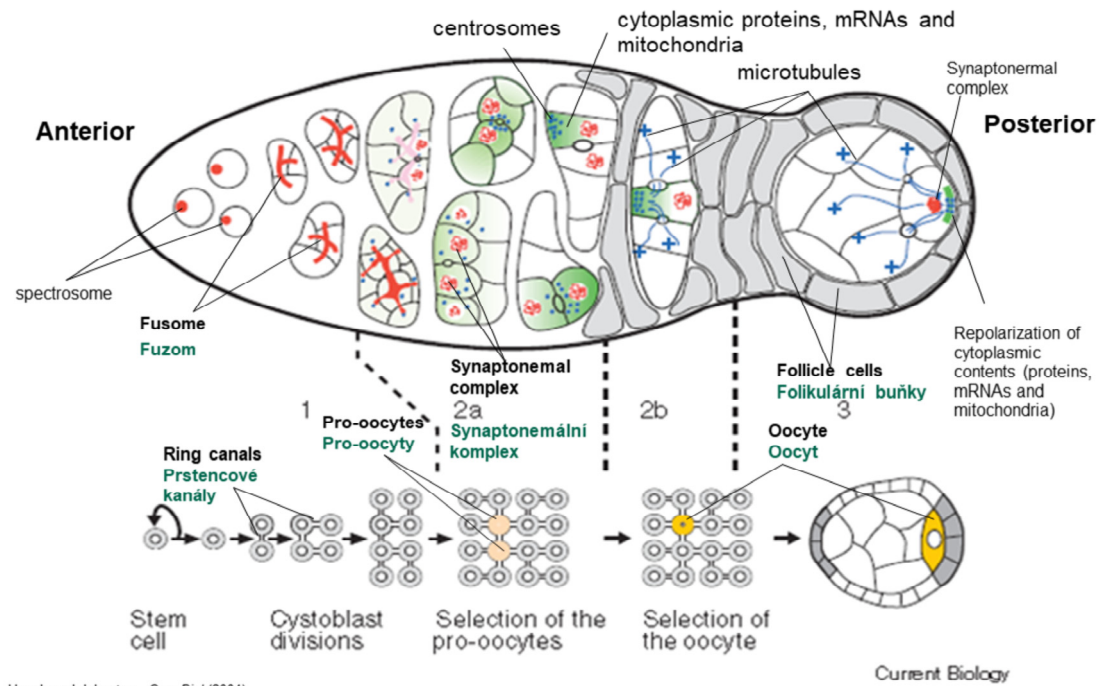 centrosomes
cytoplasmic proteins, mRNAs and
mitochondria
microtubules
Synaptonermal
complex
Anterior
Posterior
spectrosome
Fusome
Fuzom
Synaptonemal
complex
Follicle cells
Folikulární buňky
Repolarization of
cytoplasmic
contents (proteins,
mRNAs and
mitochondria)
1
2a
2b
3
Pro-oocytes
Pro-oocyty
Synaptonemální
komplex
Oocyte
Oocyt
Ring canals
Prstencové
kanály
Stem
cell
Cystoblast
divisions
Selection of the
pro-oocytes
Selection of
the oocyte
Current Biology